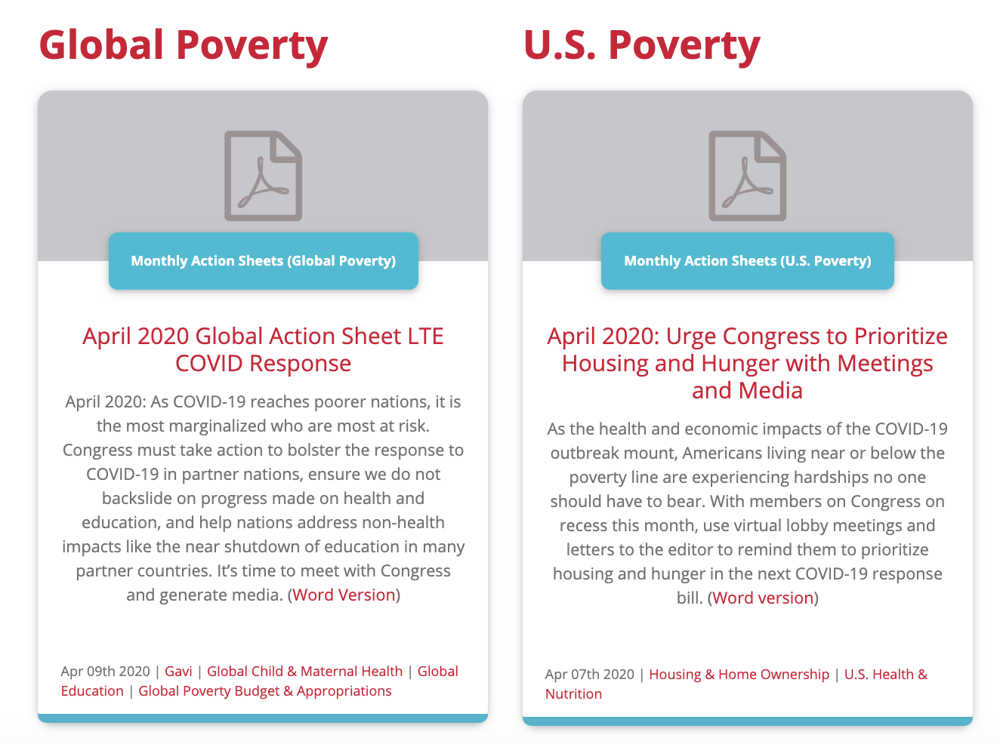 Global Poverty
Monthly Action Sheets (Global Poverty)
April 2020 Global Action Sheet LTE
COVID Response
April 2020: As COVID-19 reaches poorer nations, it is
the most marginalized who are most at risk.
Congress must take action to bolster the response to
COVID-19 in partner nations, ensure we do not
backslide on progress made on health and
education, and help nations address non-health
impacts like the near shutdown of education in many
partner countries. It’s time to meet with Congress
and generate media. (Word Version)
Apr 09th 2020 | Gavi | Global Child & Maternal Health | Global
Education | Global Poverty Budget & Appropriations
U.S. Poverty
Monthly Action Sheets (U.S. Poverty)
April 2020: Urge Congress to Prioritize
Housing and Hunger with Meetings
and Media
As the health and economic impacts of the COVID-19
outbreak mount, Americans living near or below the
poverty line are experiencing hardships no one
should have to bear. With members on Congress on
recess this month, use virtual lobby meetings and
letters to the editor to remind them to prioritize
housing and hunger in the next COVID-19 response
bill. (Word version)
Apr 07th 2020 | Housing & Home Ownership | U.S. Health &
Nutrition